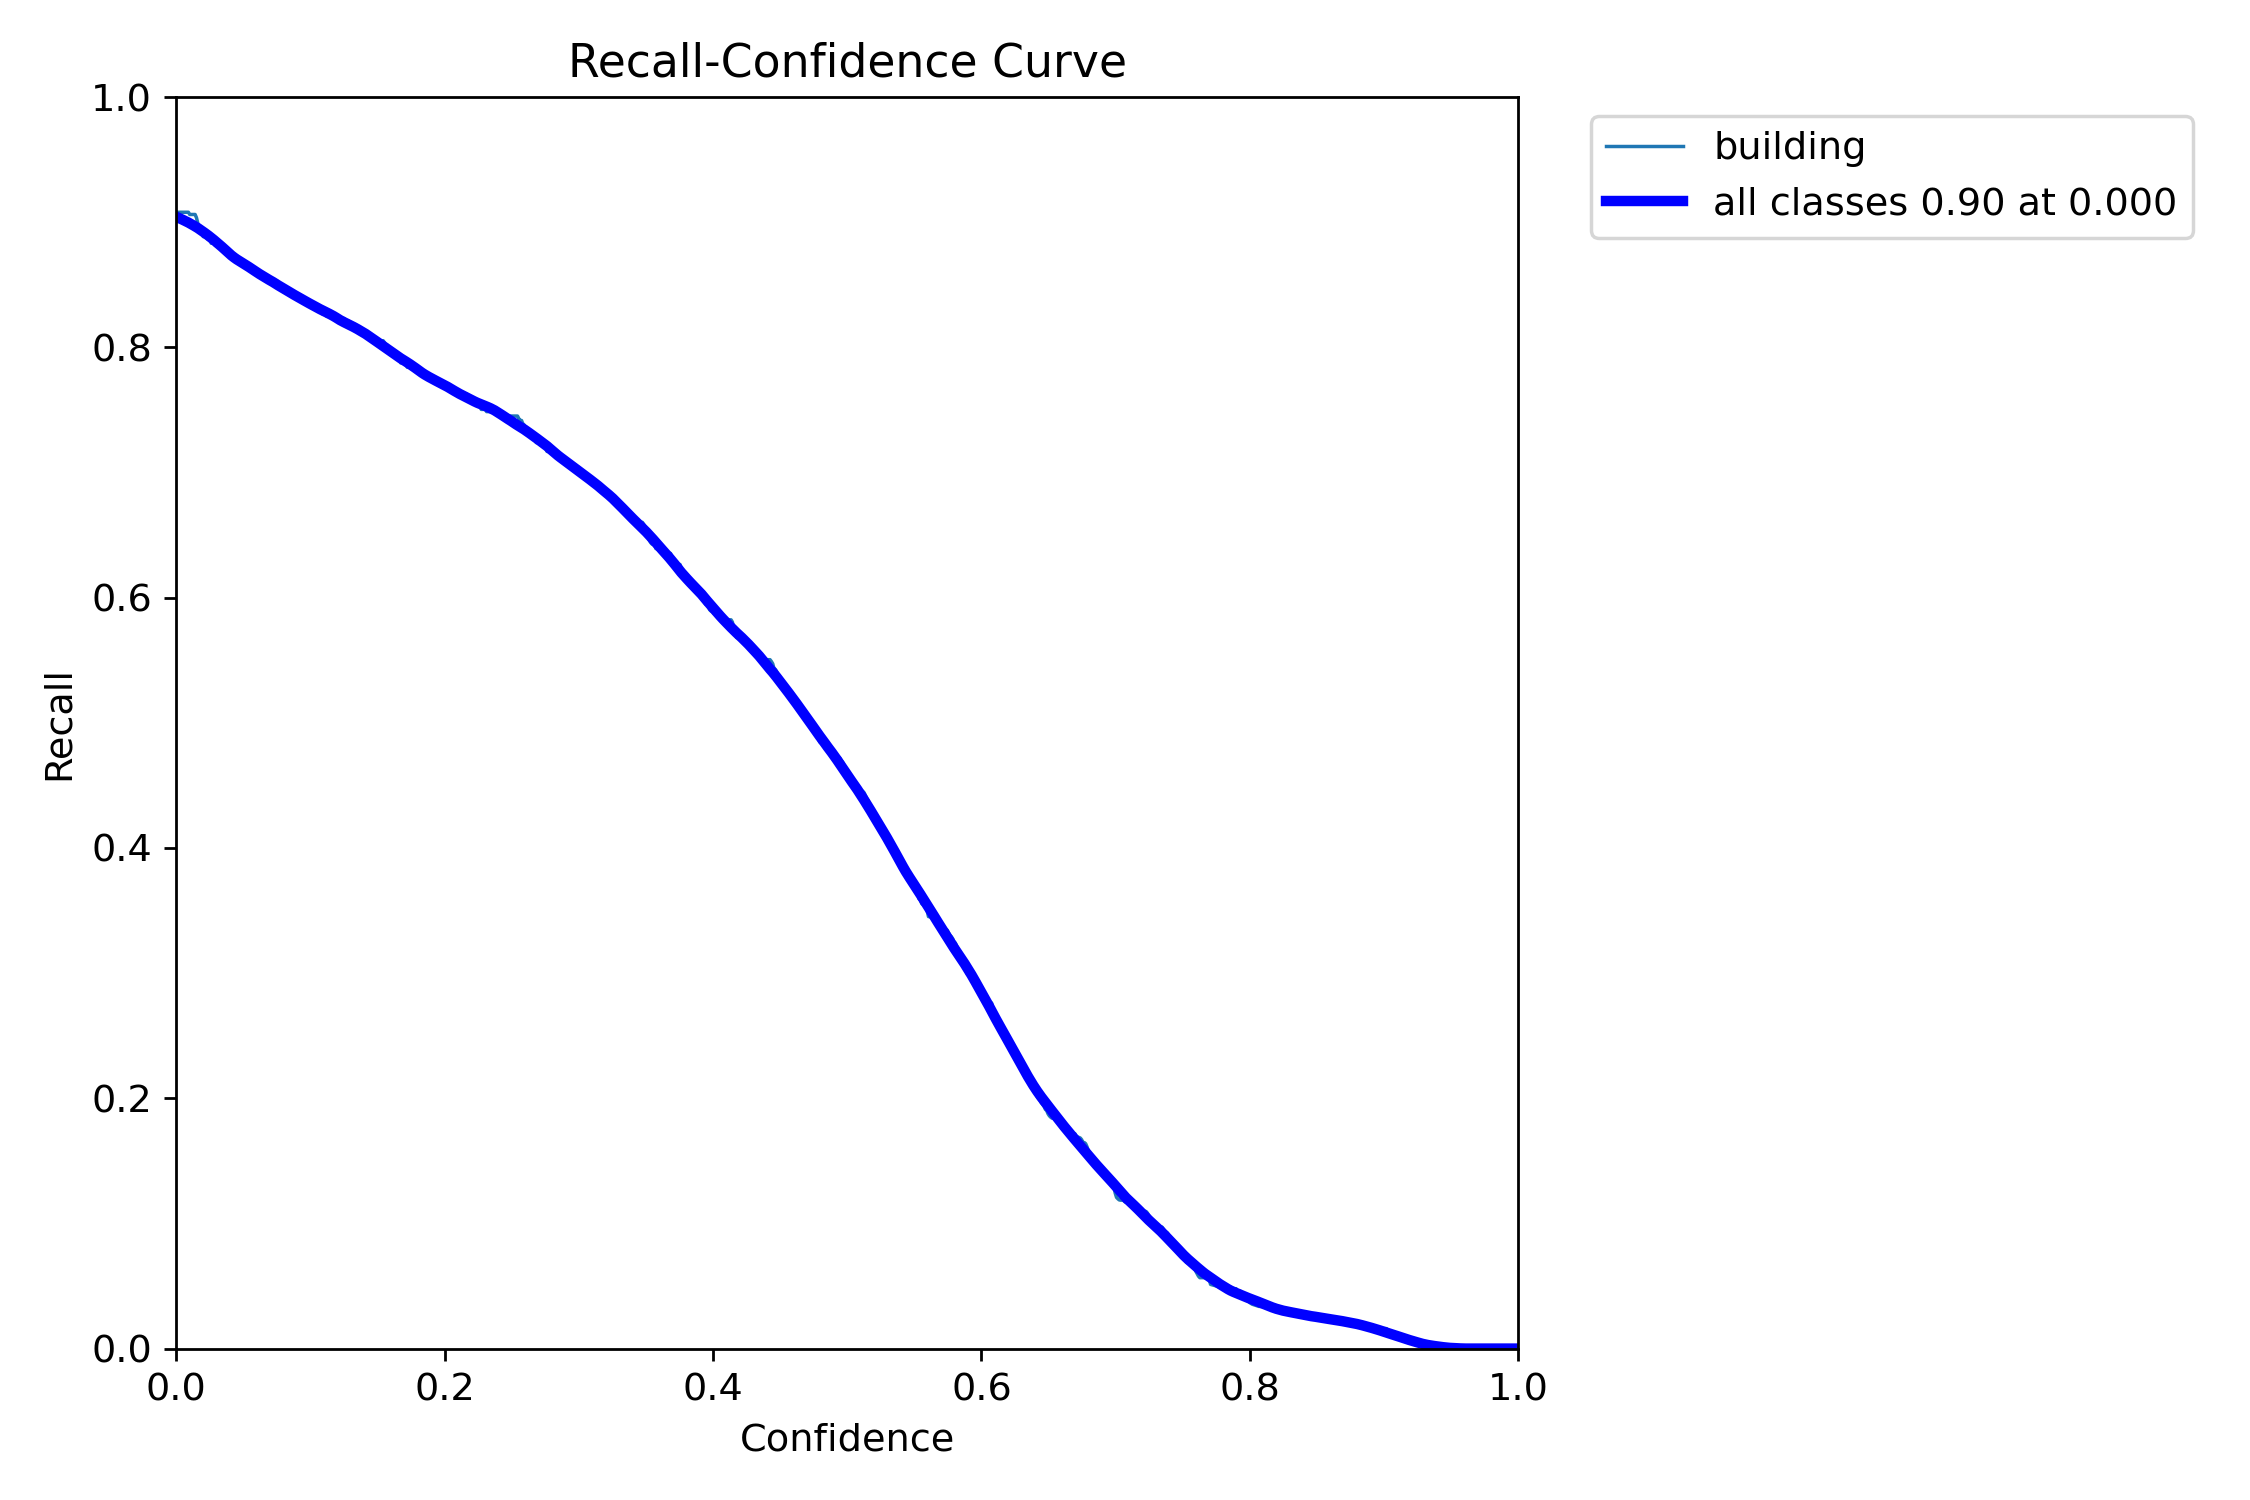 Recall-Confidence Curve
1.0
0.8
0.6
0.4
0.2
0.0
Recall
0.0 0.2 0.4 0.6 0.8 1.0
Confidence
building
all classes 0.90 at 0.000